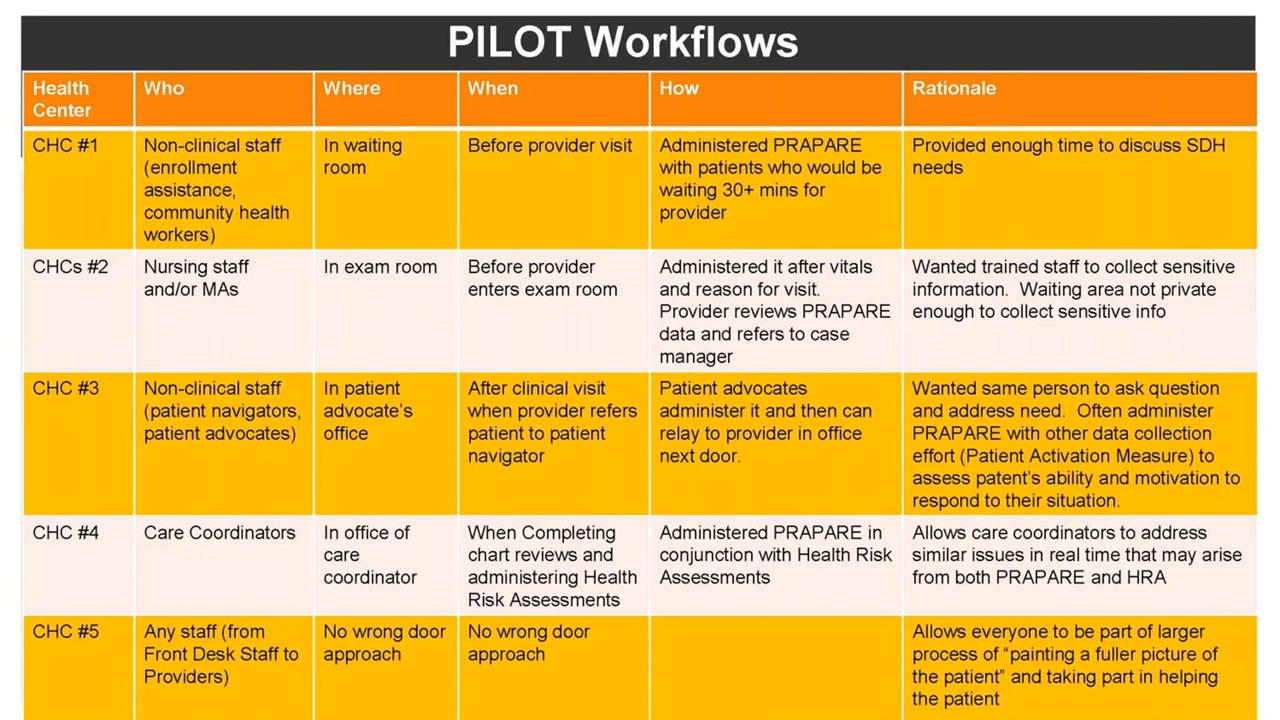 PILOT Workflows
Health
Center
Who
Where
When
How
Rationale
CHC #1
Non-clinical staff
(enrollment
assistance,
community health
workers)
In waiting
room
Before provider visit
Administered PRAPARE
with patients who would be
waiting 30+ mins for
provider
Provided enough time to discuss SDH
needs
CHCs #2
Nursing staff
and/or MAs
In exam room
Before provider
enters exam room
Administered it after vitals
and reason for visit.
Provider reviews PRAPARE
data and refers to case
manager
Wanted trained staff to collect sensitive
information.  Waiting area not private
enough to collect sensitive info
CHC #3
Non-clinical staff
(patient navigators,
patient advocates)
In patient
advocate's
office
After clinical visit
when provider refers
patient to patient
navigator
Patient advocates
administer it and then can
relay to provider in office
next door.
Wanted same person to ask question
and address need.  Often administer
PRAPARE with other data collection
effort (Patient Activation Measure) to
assess patent's ability and motivation to
respond to their situation.
CHC #4
Care Coordinators
In office of
care
coordinator
When Completing
chart reviews and
administering Health
Risk Assessments
Administered PRAPARE in
conjunction with Health Risk
Assessments
Allows care coordinators to address
similar issues in real time that may arise
from both PRAPARE and HRA
CHC #5
Any staff (from
Front Desk Staff to
Providers)
No wrong door
approach
No wrong door
approach
Allows everyone to be part of larger
process of “painting a fuller picture of
the patient” and taking part in helping
the patient